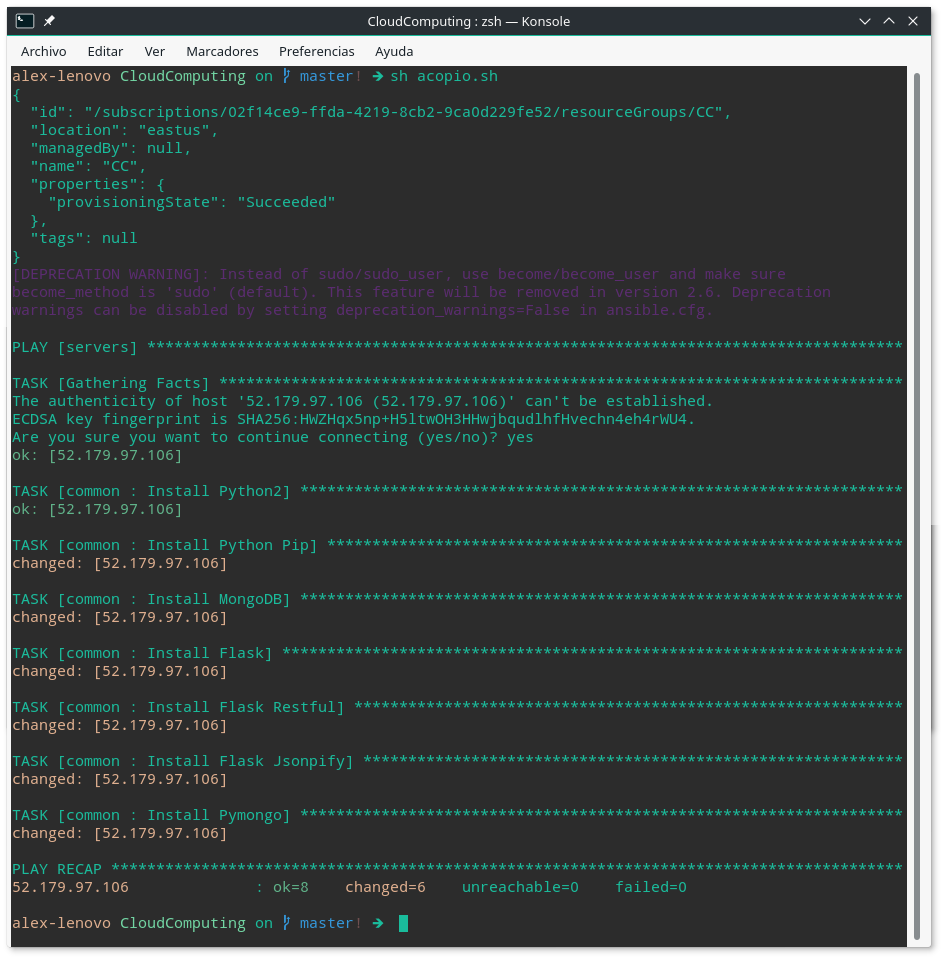 CloudComputing : zsh — Konsole
Archivo Editar Ver Marcadores Preferencias Ayuda
alex-lenovo CloudComputing on master! ➜ sh acopio.sh
{
  "id": "/subscriptions/02f14ce9-ffda-4219-8cb2-9ca0d229fe52/resourceGroups/CC",
  "location": "eastus",
  "managedBy": null,
  "name": "CC",
  "properties": {
    "provisioningState": "Succeeded"
  },
  "tags": null
}
[DEPRECATION WARNING]: Instead of sudo/sudo_user, use become/become_user and make sure
become_method is 'sudo' (default). This feature will be removed in version 2.6. Deprecation
warnings can be disabled by setting deprecation_warnings=False in ansible.cfg.
PLAY [servers] ************************************************************************************
TASK [Gathering Facts] ****************************************************************************
The authenticity of host '52.179.97.106 (52.179.97.106)' can't be established.
ECDSA key fingerprint is SHA256:HWZHqx5np+H5ltwOH3HHwjbqudlhfHvechn4eh4rWU4.
Are you sure you want to continue connecting (yes/no)? yes
ok: [52.179.97.106]
TASK [common : Install Python2] *******************************************************************
ok: [52.179.97.106]
TASK [common : Install Python Pip] ****************************************************************
changed: [52.179.97.106]
TASK [common : Install MongoDB] *******************************************************************
changed: [52.179.97.106]
TASK [common : Install Flask] *********************************************************************
changed: [52.179.97.106]
TASK [common : Install Flask Restful] *************************************************************
changed: [52.179.97.106]
TASK [common : Install Flask Jsonpify] ************************************************************
changed: [52.179.97.106]
TASK [common : Install Pymongo] *******************************************************************
changed: [52.179.97.106]
PLAY RECAP ****************************************************************************************
52.179.97.106              : ok=8    changed=6    unreachable=0    failed=0
alex-lenovo CloudComputing on master! ➜